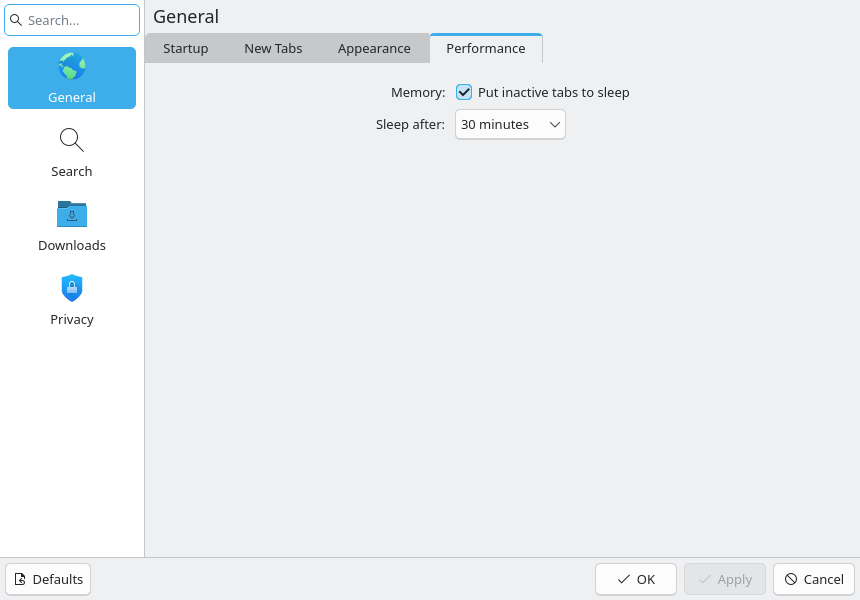 Search...
General
Search
Downloads
Privacy
General
Startup New Tabs Appearance Performance
Memory: Put inactive tabs to sleep
Sleep after: 30 minutes
Defaults OK Apply Cancel